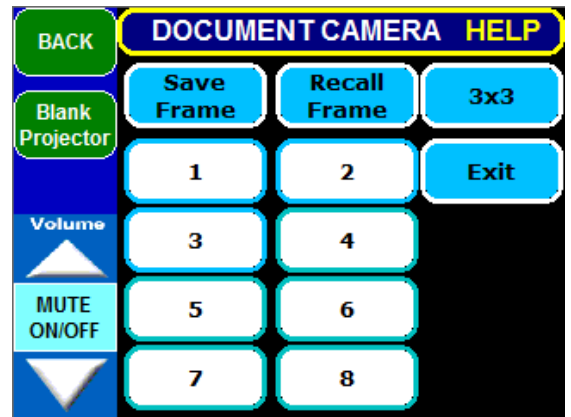 BACK
DOCUMENT CAMERA HELP
Blank
Projector
Save
Frame
Recall
Frame
3x3
1
2
Exit
Volume
3
4
MUTE
ON/OFF
5
6
7
8